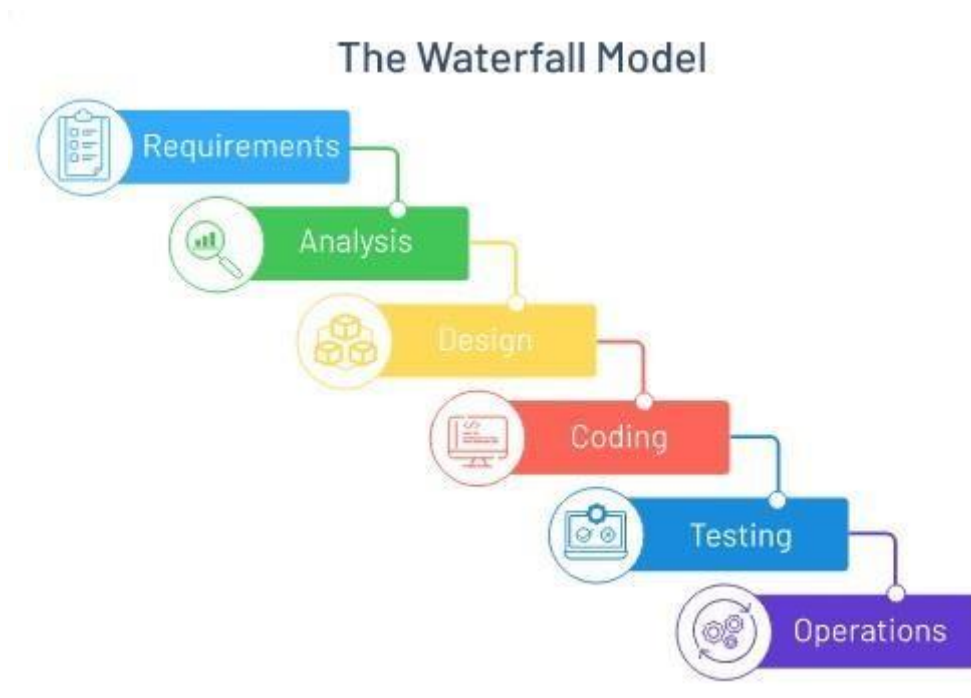 The Waterfall Model
Requirements
Analysis
Design
Coding
Testing
Operations